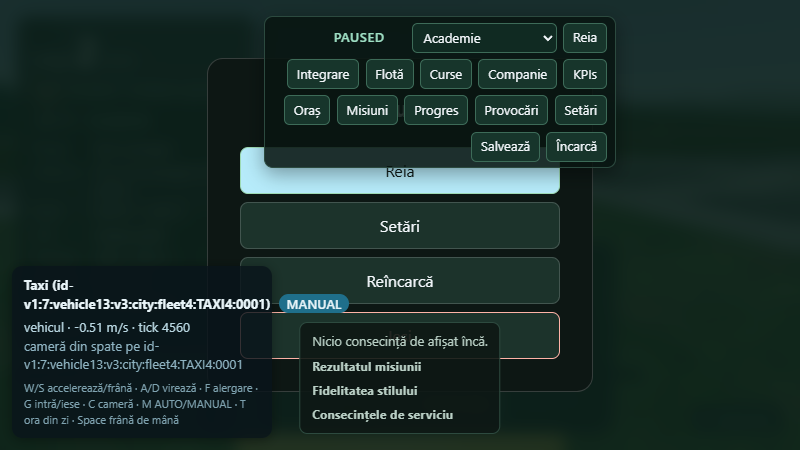 PAUSED Academie Reia
Integrare Flotă Curse Companie KPIs
Oraș Misiuni Progres Provocări Setări
Salvează Încarcă
Reia
Setări
Reîncarcă
Taxi (id-
v1:7:vehicle13:v3:city:fleet4:TAXI4:0001) MANUAL
vehicul · -0.51 m/s · tick 4560
cameră din spate pe id-
v1:7:vehicle13:v3:city:fleet4:TAXI4:0001
W/S accelerează/frână · A/D virează · F alergare ·
G intră/iese · C cameră · M AUTO/MANUAL · T
ora din zi · Space frână de mână
Nicio consecință de afișat încă.
Rezultatul misiunii
Fidelitatea stilului
Consecințele de serviciu